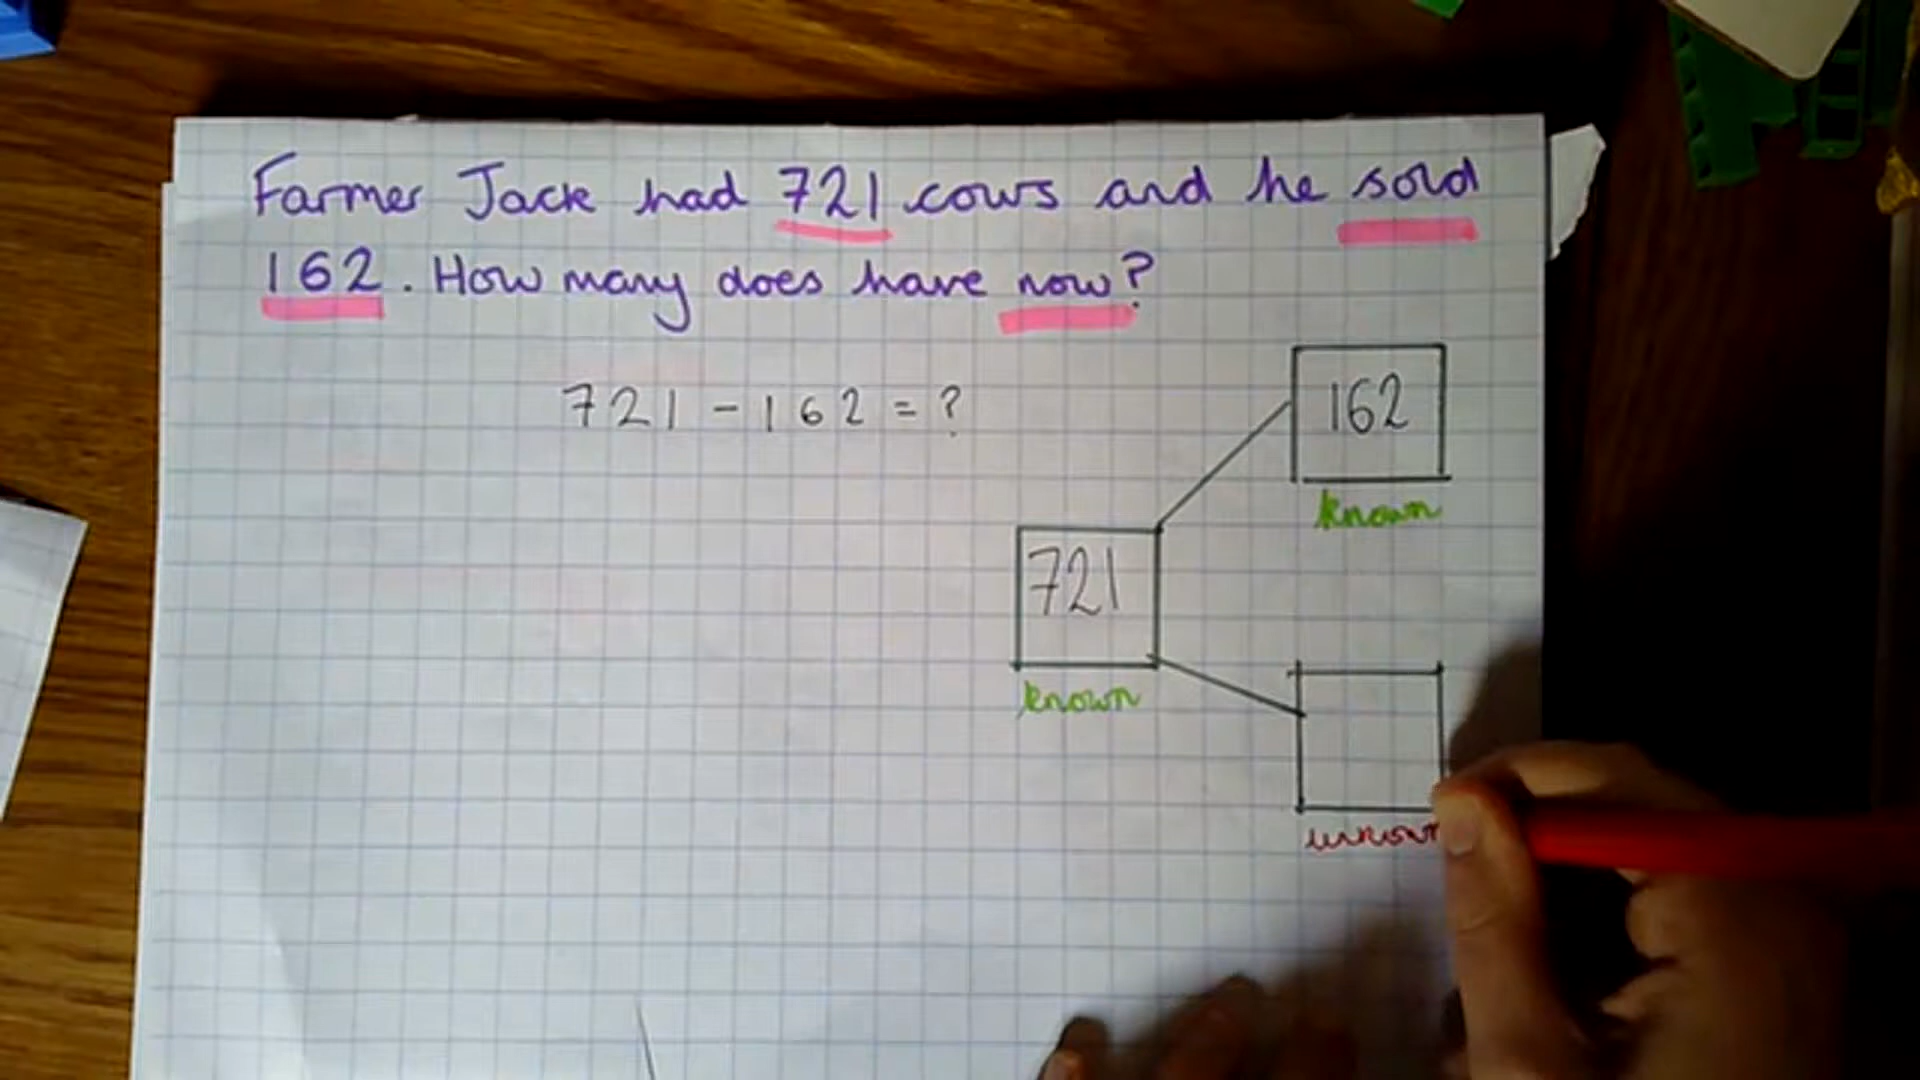 Farmer Jack had 721 cows and he sold
162. How many does have now?
721 - 162 = ?
162
known
721
known